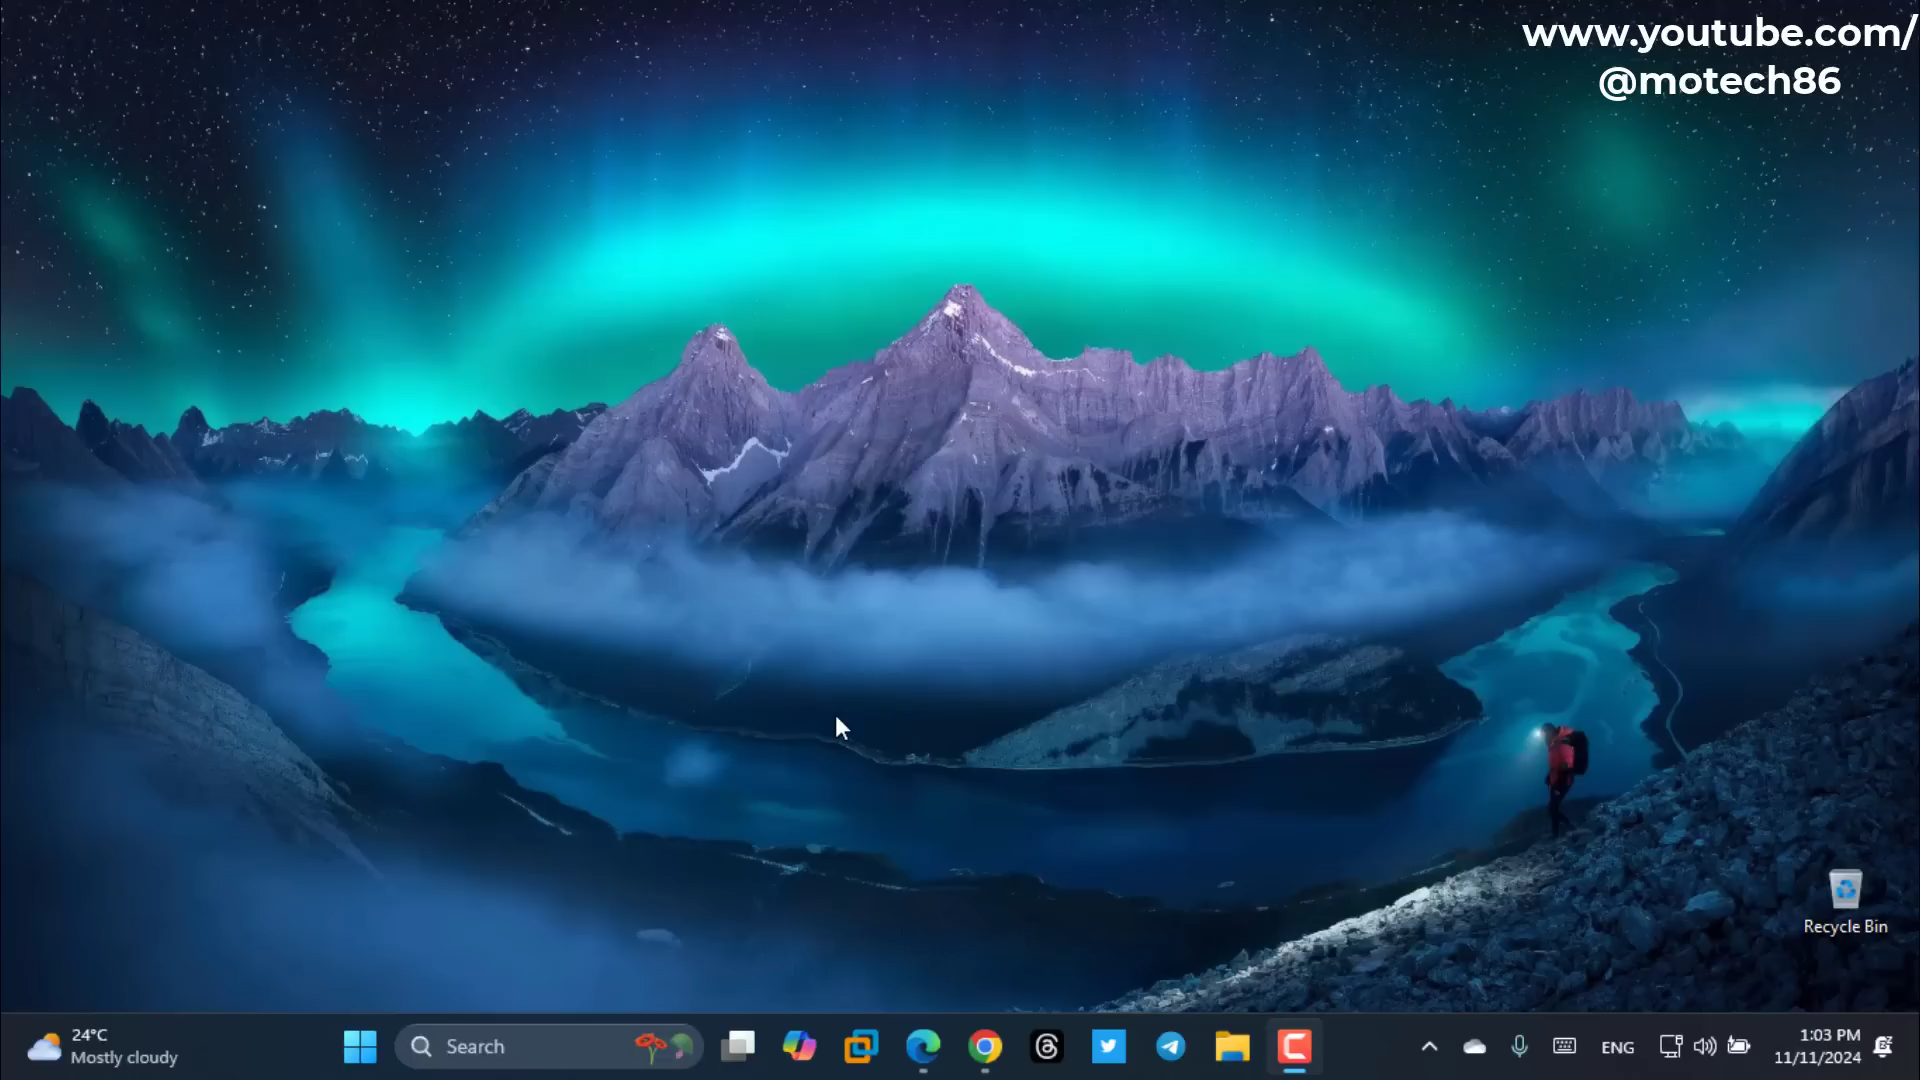 www.youtube.com/
@motech86
Recycle Bin
24°C
Mostly cloudy
Search
ENG
1:03 PM
11/11/2024